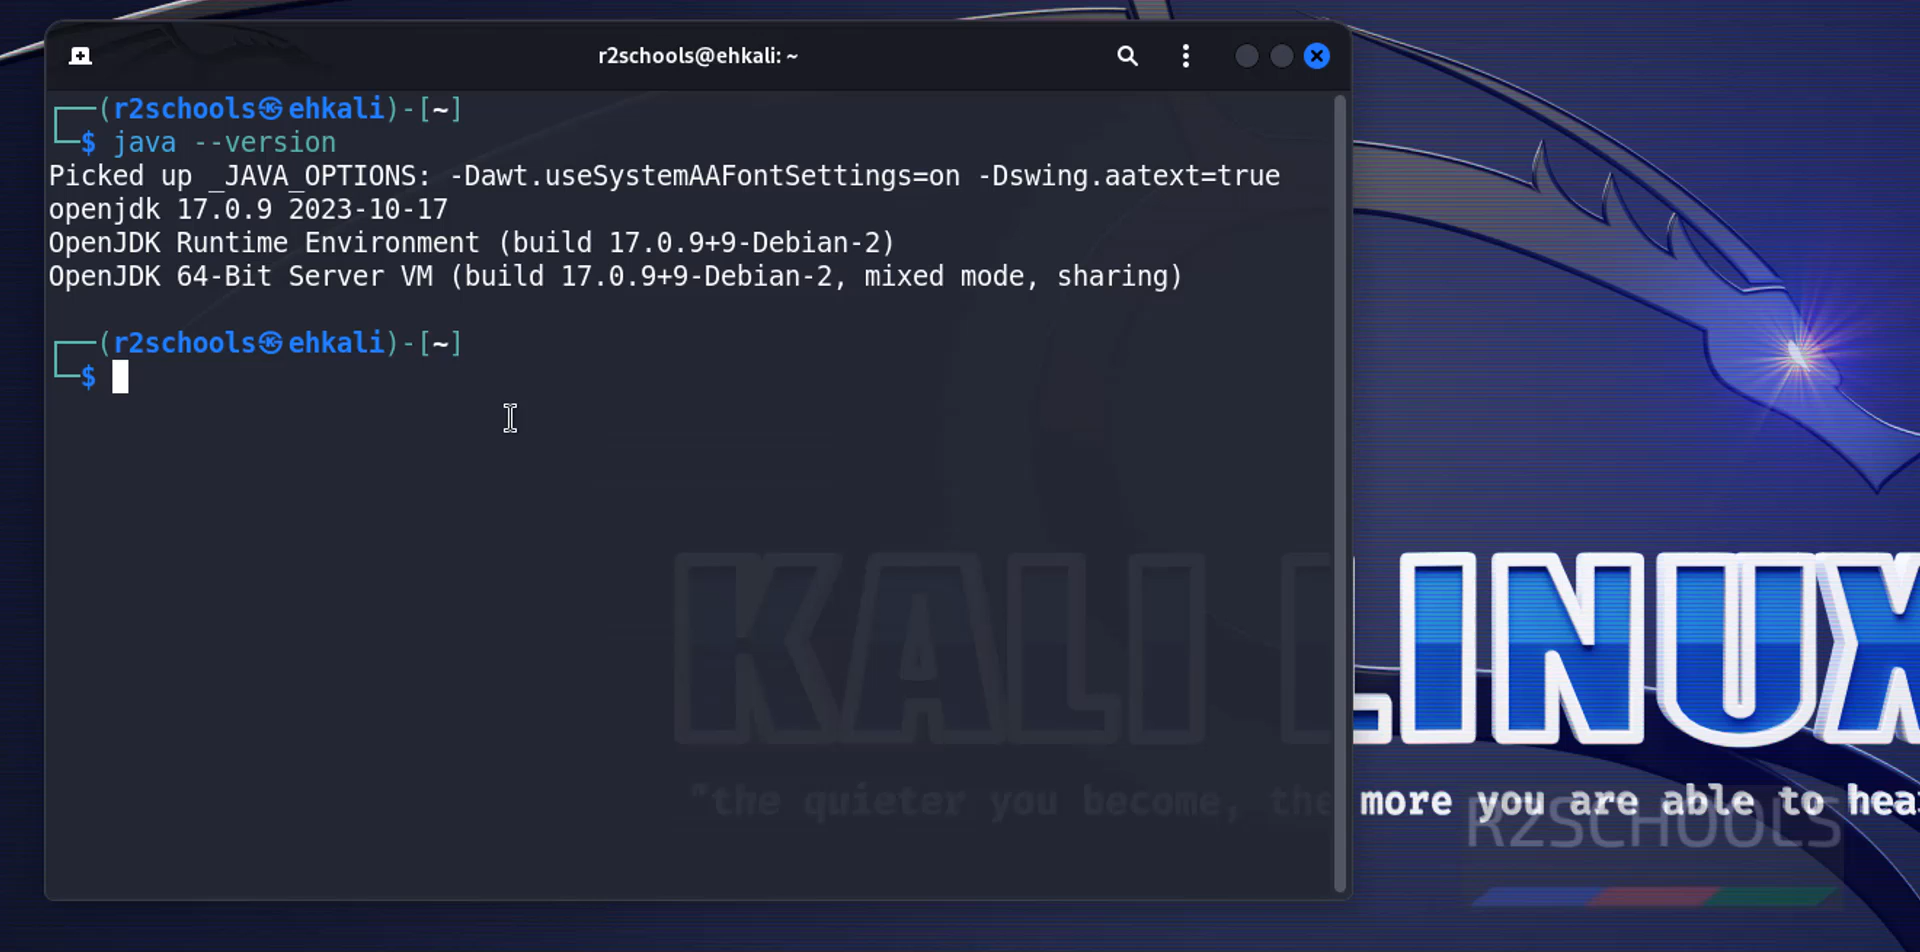 r2schools@ehkali: ~
┌──(r2schools㉿ehkali)-[~]
└─$ java --version
Picked up _JAVA_OPTIONS: -Dawt.useSystemAAFontSettings=on -Dswing.aatext=true
openjdk 17.0.9 2023-10-17
OpenJDK Runtime Environment (build 17.0.9+9-Debian-2)
OpenJDK 64-Bit Server VM (build 17.0.9+9-Debian-2, mixed mode, sharing)
┌──(r2schools㉿ehkali)-[~]
└─$
KALI LINUX
"the quieter you become, the more you are able to hear
R2SCHOOLS